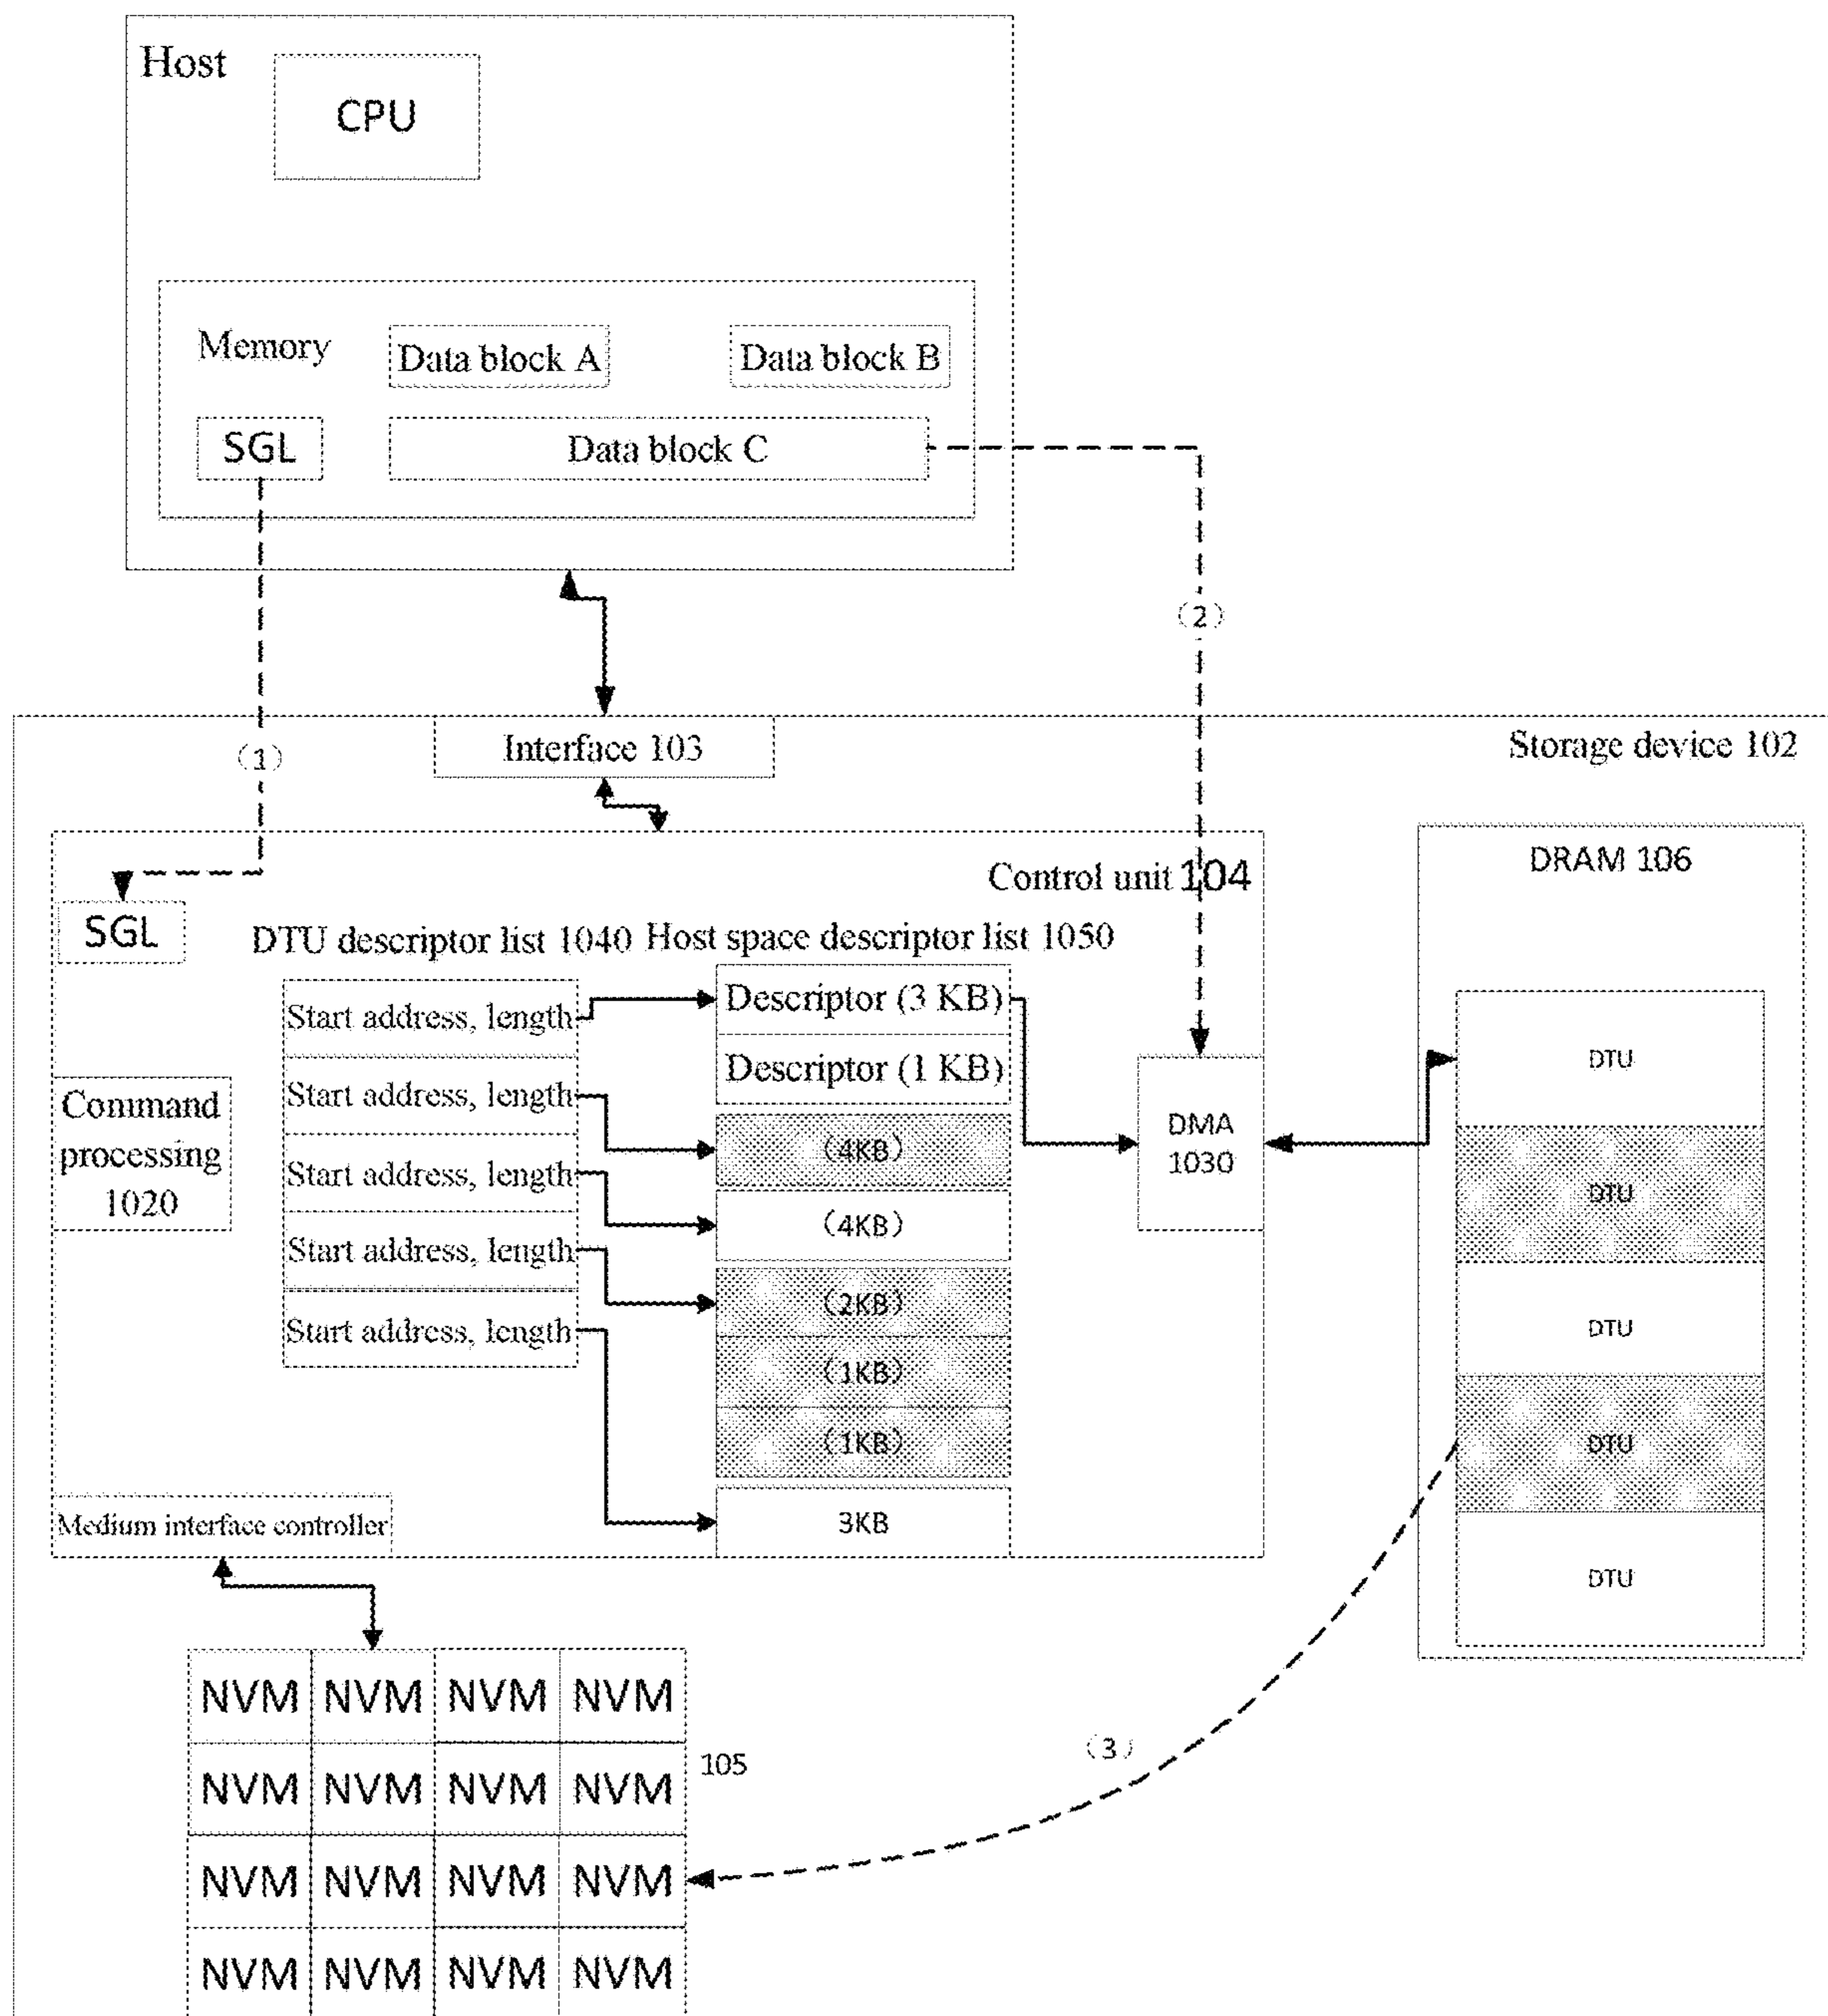 Host
CPU
Memory
Data block A
Data block B
SGL
Data block C
(2)
(1)
Interface 103
Storage device 102
Control unit 104
DRAM 106
SGL
DTU descriptor list 1040
Host space descriptor list 1050
Start address, length
Descriptor (3 KB)
DTU
Descriptor (1 KB)
Start address, length
Command
processing
1020
DMA
1030
(4KB)
Start address, length
DTU
(4KB)
Start address, length
(2KB)
Start address, length
DTU
(1KB)
(1KB)
DTU
Medium interface controller
3KB
DTU
NVM NVM NVM NVM
(3)
105
NVM NVM NVM NVM
NVM NVM NVM NVM
NVM NVM NVM NVM